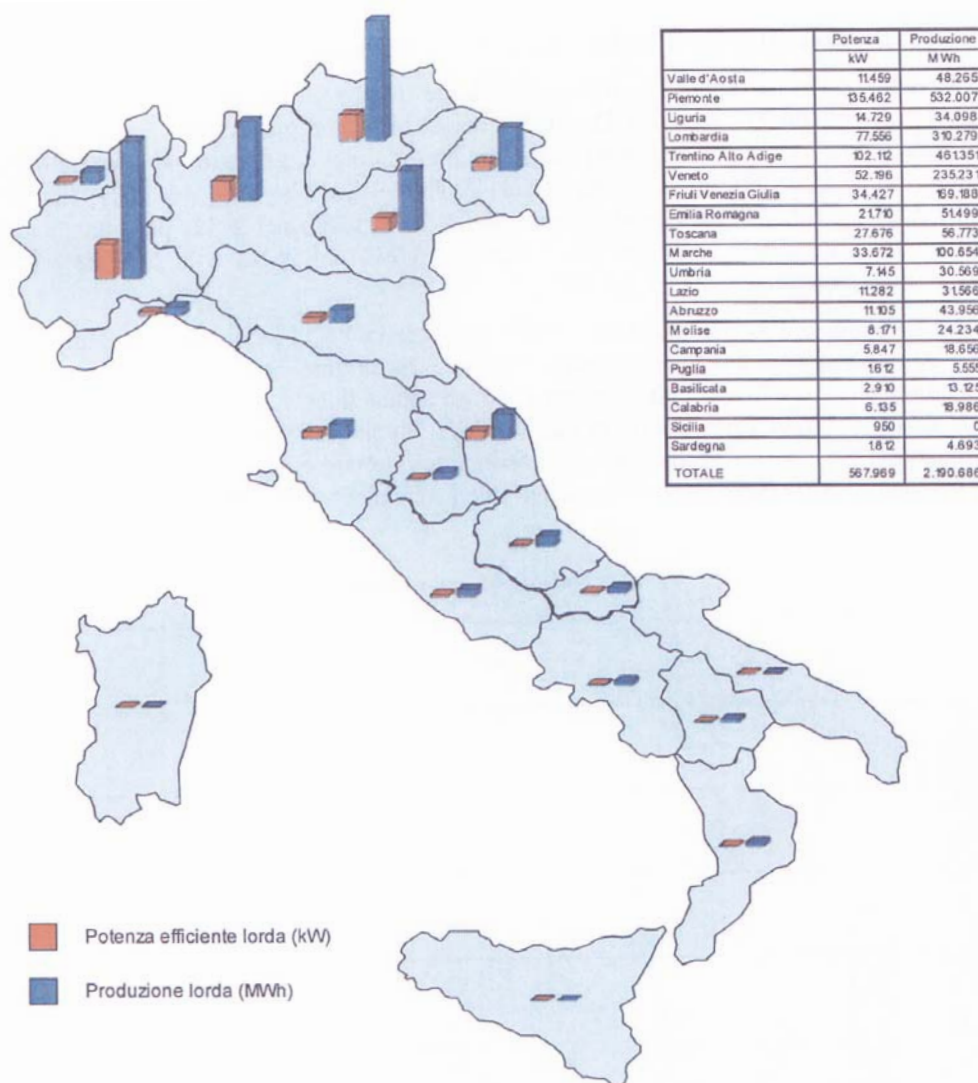 Potenza Produzione
kW MWh
Valle d'Aosta 11.459 48.265
Piemonte 135.462 532.007
Liguria 14.729 34.098
Lombardia 77.556 310.279
Trentino Alto Adige 102.112 461.351
Veneto 52.196 235.231
Friuli Venezia Giulia 34.427 169.188
Emilia Romagna 21.710 51.499
Toscana 27.676 56.773
Marche 33.672 100.654
Umbria 7.145 30.569
Lazio 11.282 31.566
Abruzzo 11.105 43.956
Molise 8.171 24.234
Campania 5.847 18.656
Puglia 1.612 5.555
Basilicata 2.910 13.125
Calabria 6.135 18.986
Sicilia 950 0
Sardegna 1.812 4.693
TOTALE 567.969 2.190.686
Potenza efficiente lorda (kW)
Produzione lorda (MWh)